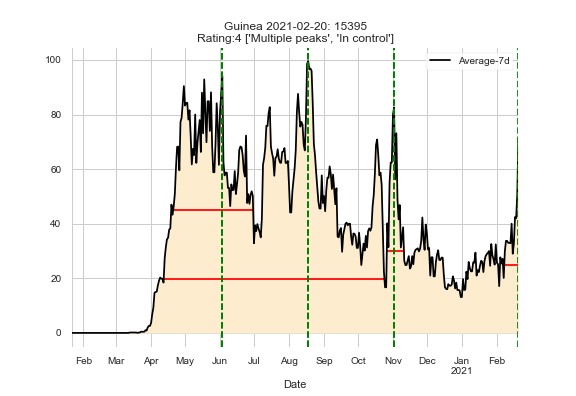 Guinea 2021-02-20: 15395
Rating:4 ['Multiple peaks', 'In control']
Average-7d
100
80
60
40
20
0
Feb Mar Apr May Jun Jul Aug Sep Oct Nov Dec Jan Feb
2021
Date